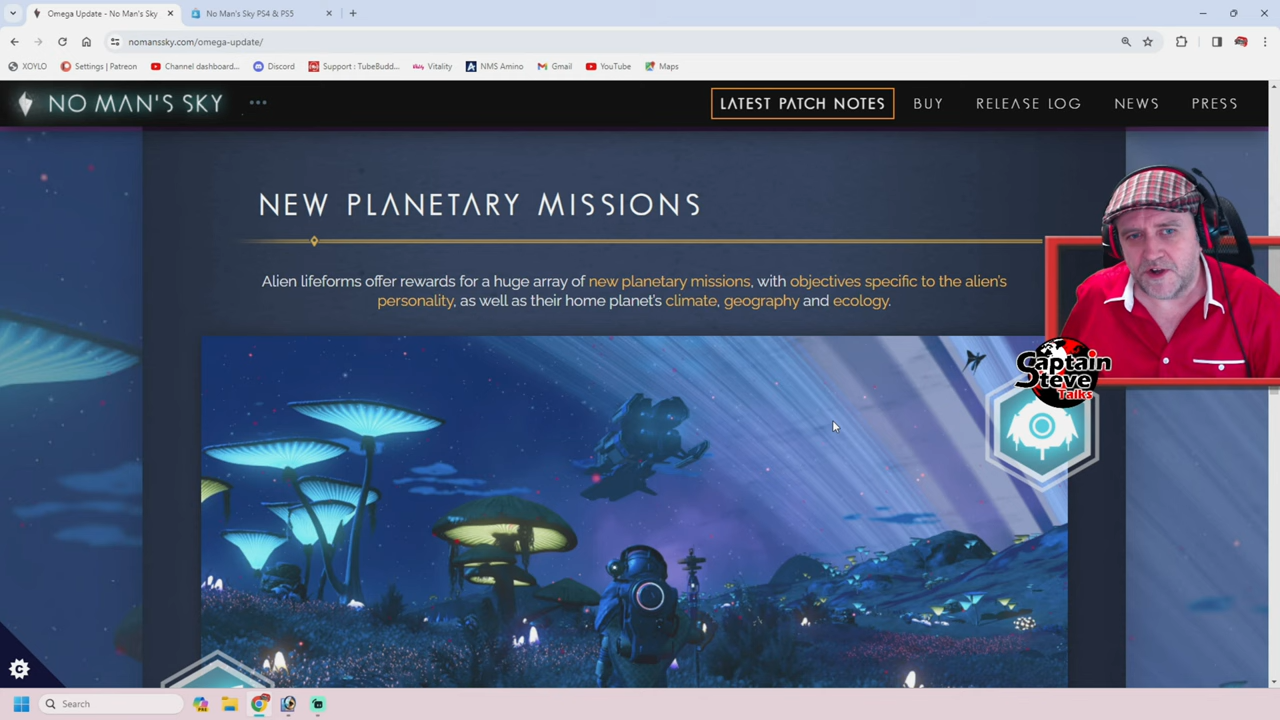 Omega Update - No Man's Sky
No Man's Sky PS4 & PS5
nomanssky.com/omega-update/
XOYLO
Settings | Patreon
Channel dashboard...
Discord
Support : TubeBudd...
Vitality
NMS Amino
Gmail
YouTube
Maps
NO MAN'S SKY
LATEST PATCH NOTES
BUY
RELEASE LOG
NEWS
PRESS
NEW PLANETARY MISSIONS
Alien lifeforms offer rewards for a huge array of new planetary missions, with objectives specific to the alien's
personality, as well as their home planet's climate, geography and ecology.
Captain
Steve
Talks
Search